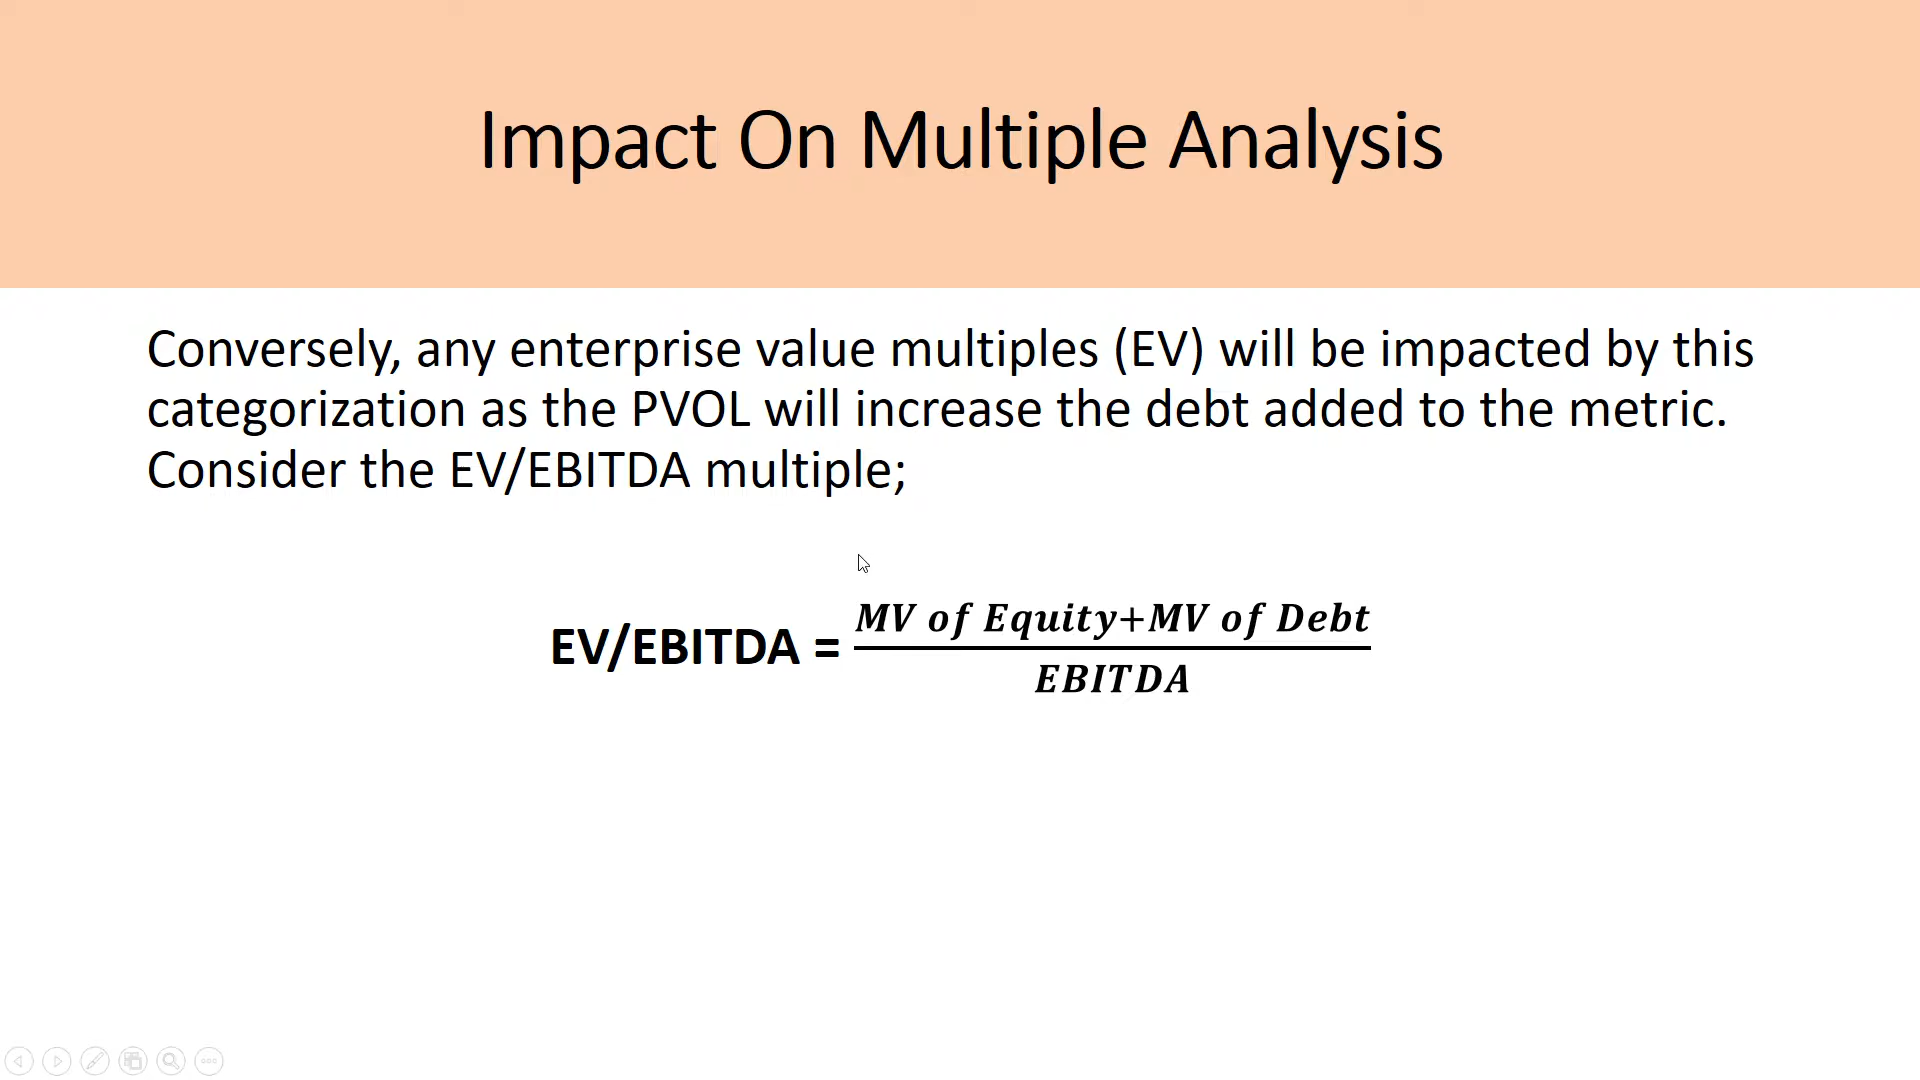 Impact On Multiple Analysis
Conversely, any enterprise value multiples (EV) will be impacted by this
categorization as the PVOL will increase the debt added to the metric.
Consider the EV/EBITDA multiple;
EV/EBITDA = MV of Equity+MV of Debt
EBITDA